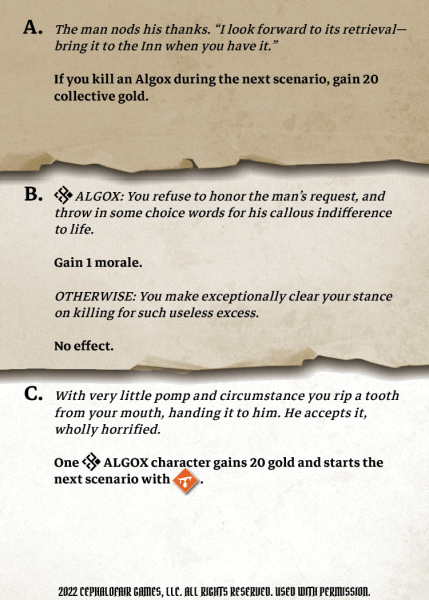 A. The man nods his thanks. “I look forward to its retrieval—
bring it to the Inn when you have it.”
If you kill an Algox during the next scenario, gain 20
collective gold.
B. ALGOX: You refuse to honor the man’s request, and
throw in some choice words for his callous indifference
to life.
Gain 1 morale.
OTHERWISE: You make exceptionally clear your stance
on killing for such useless excess.
No effect.
C. With very little pomp and circumstance you rip a tooth
from your mouth, handing it to him. He accepts it,
wholly horrified.
One ALGOX character gains 20 gold and starts the
next scenario with .
2022 CEPHALOFAIR GAMES, LLC. ALL RIGHTS RESERVED. USED WITH PERMISSION.